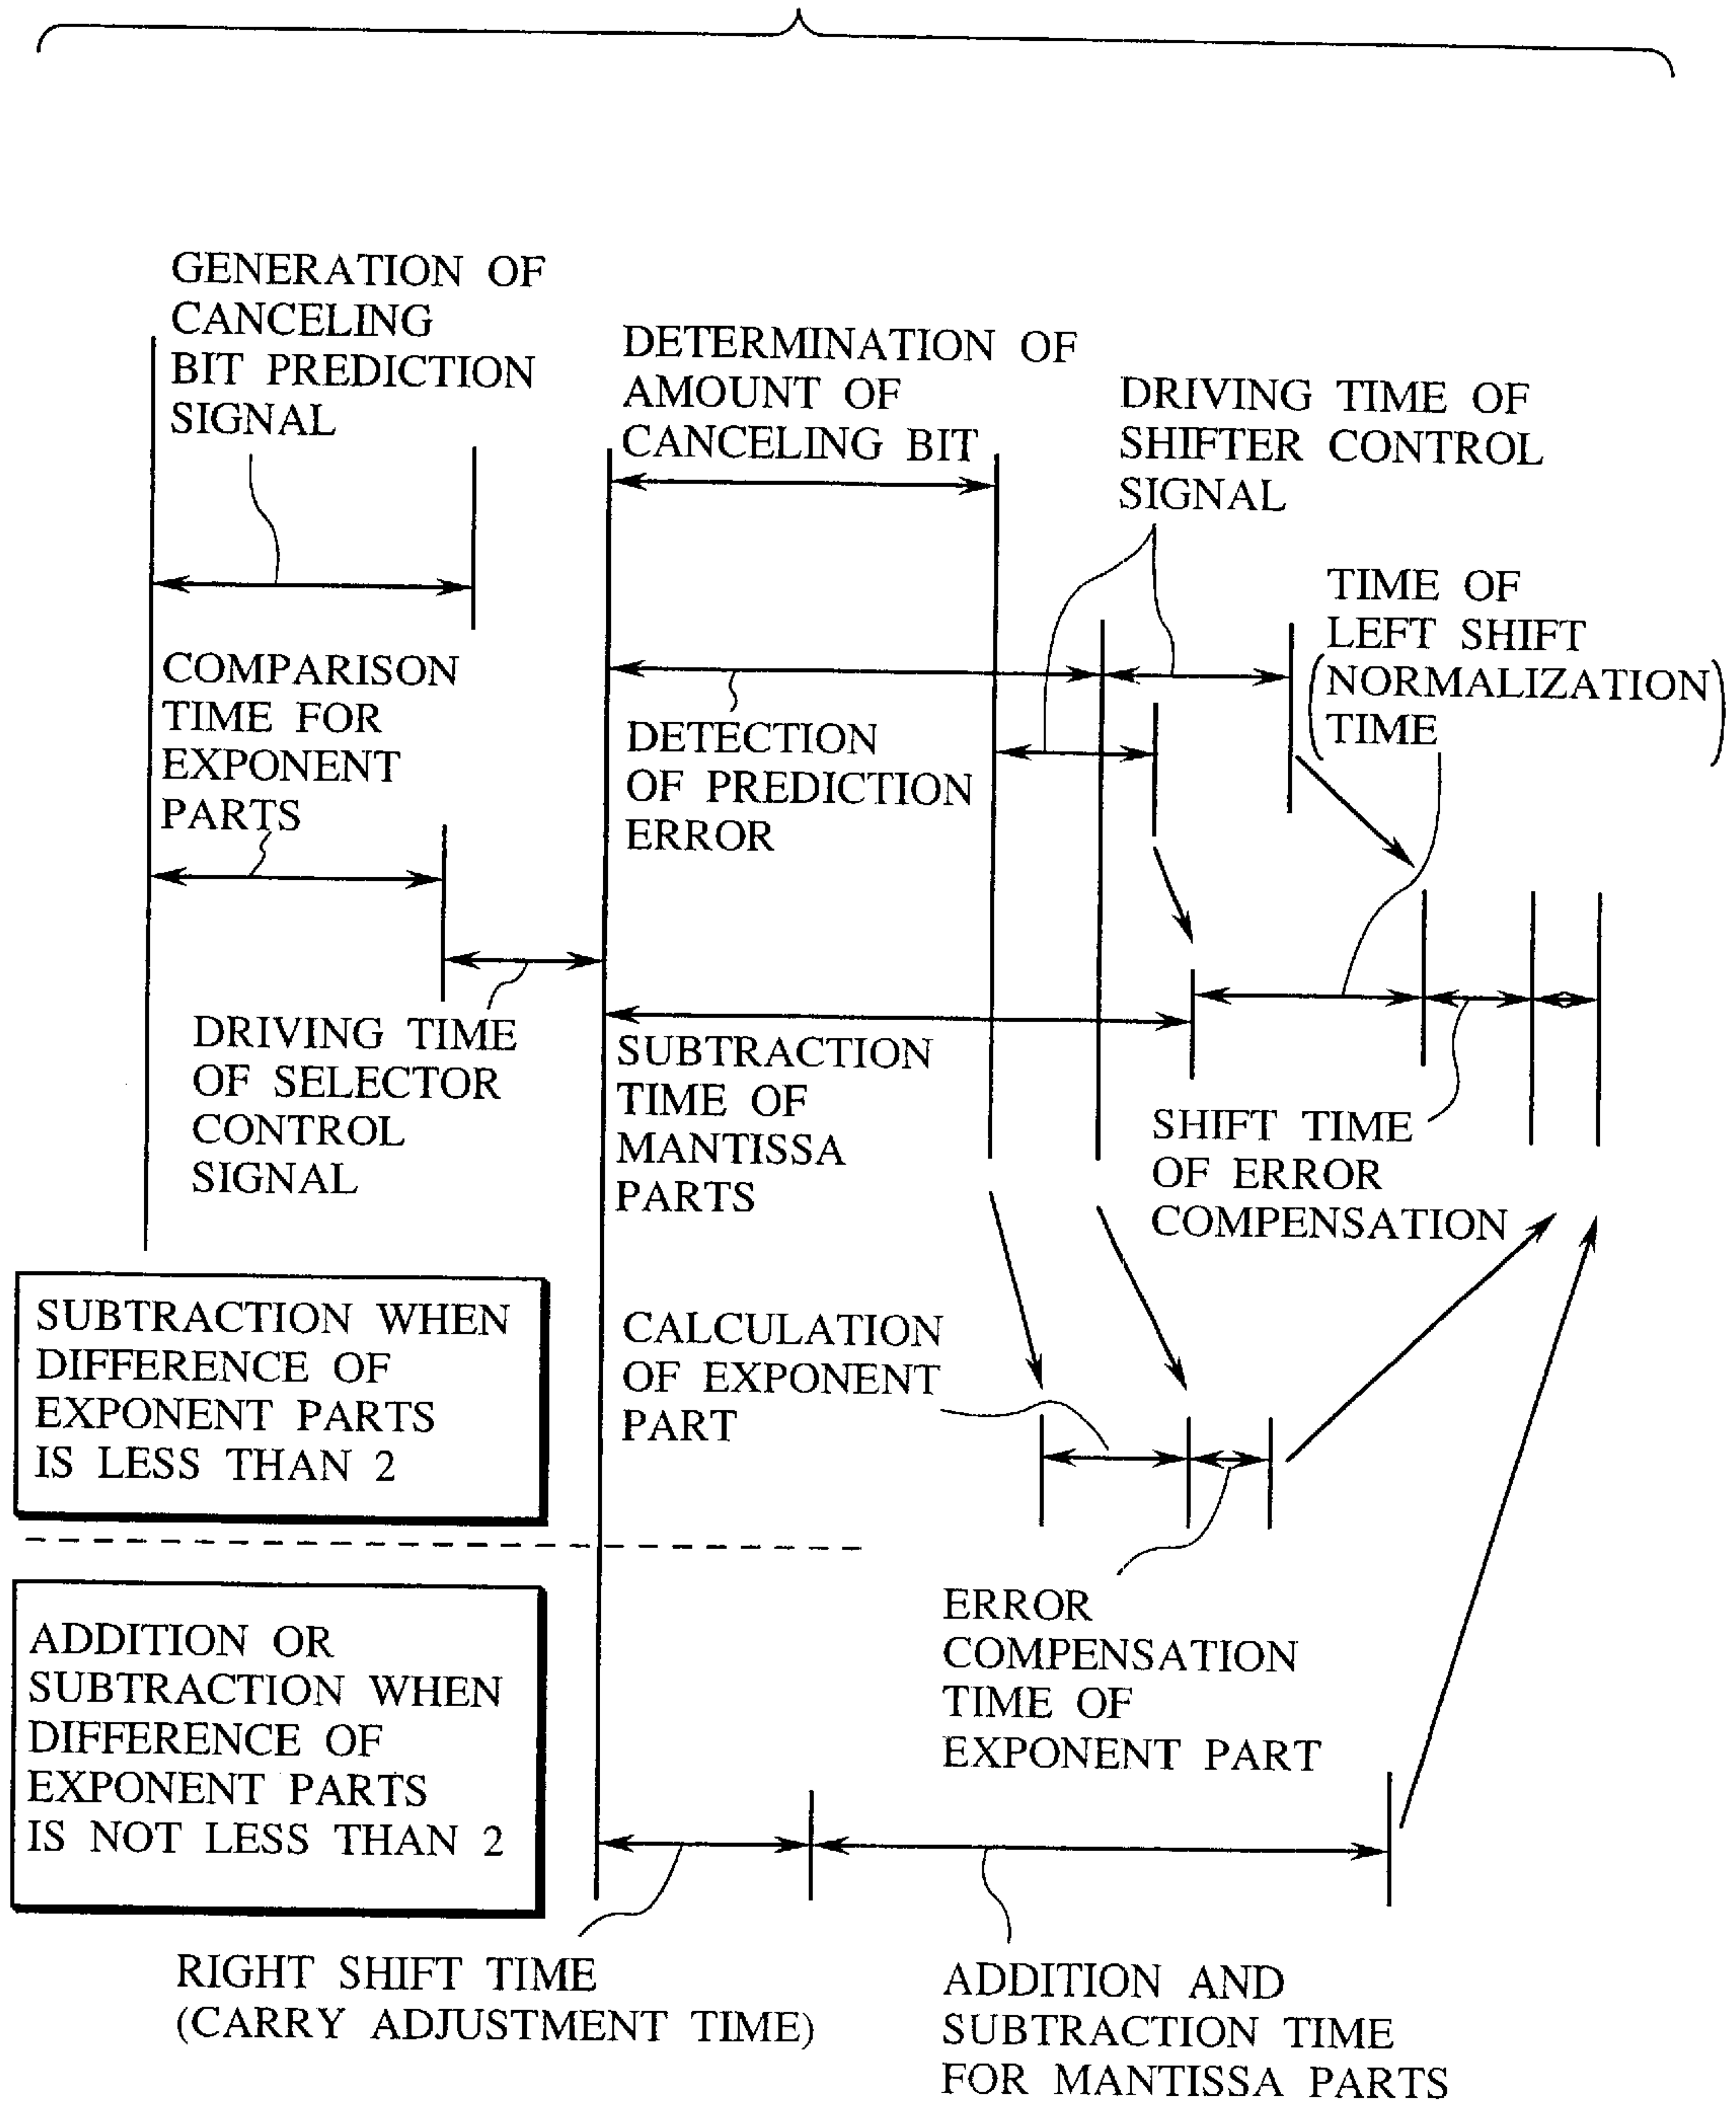 GENERATION OF
CANCELING
BIT PREDICTION
SIGNAL
DETERMINATION OF
AMOUNT OF
CANCELING BIT
DRIVING TIME OF
SHIFTER CONTROL
SIGNAL
TIME OF
LEFT SHIFT
(NORMALIZATION)
TIME
COMPARISON
TIME FOR
EXPONENT
PARTS
DETECTION
OF PREDICTION
ERROR
DRIVING TIME
OF SELECTOR
CONTROL
SIGNAL
SUBTRACTION
TIME OF
MANTISSA
PARTS
SHIFT TIME
OF ERROR
COMPENSATION
SUBTRACTION WHEN
DIFFERENCE OF
EXPONENT PARTS
IS LESS THAN 2
CALCULATION
OF EXPONENT
PART
ERROR
COMPENSATION
TIME OF
EXPONENT PART
ADDITION OR
SUBTRACTION WHEN
DIFFERENCE OF
EXPONENT PARTS
IS NOT LESS THAN 2
RIGHT SHIFT TIME
(CARRY ADJUSTMENT TIME)
ADDITION AND
SUBTRACTION TIME
FOR MANTISSA PARTS